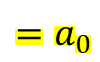 = a₀